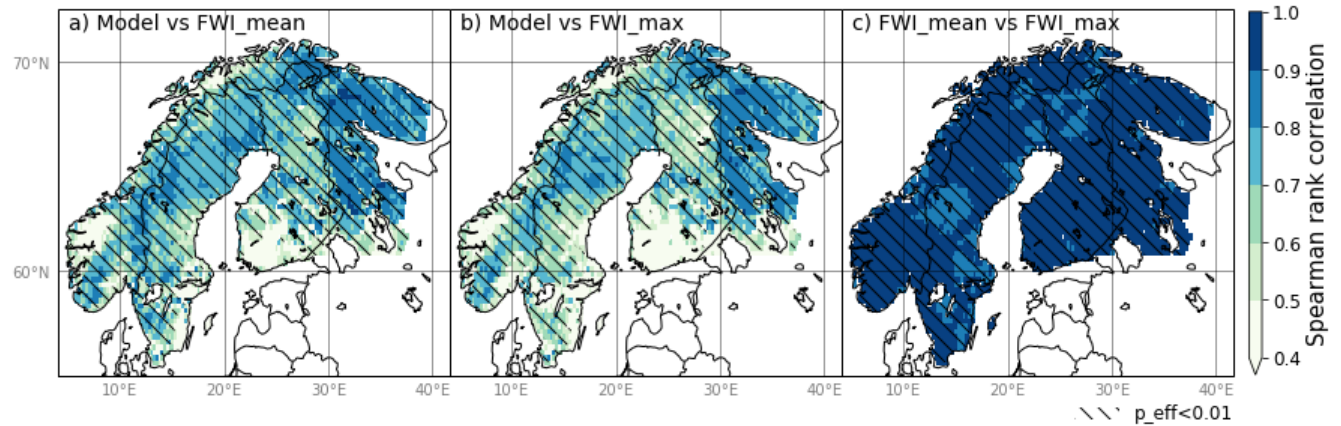 a) Model vs FWI_mean
b) Model vs FWI_max
c) FWI_mean vs FWI_max
70°N
60°N
10°E 20°E 30°E 40°E
10°E 20°E 30°E 40°E
10°E 20°E 30°E 40°E
1.0
0.9
0.8
0.7
0.6
0.5
0.4
Spearman rank correlation
p_eff<0.01